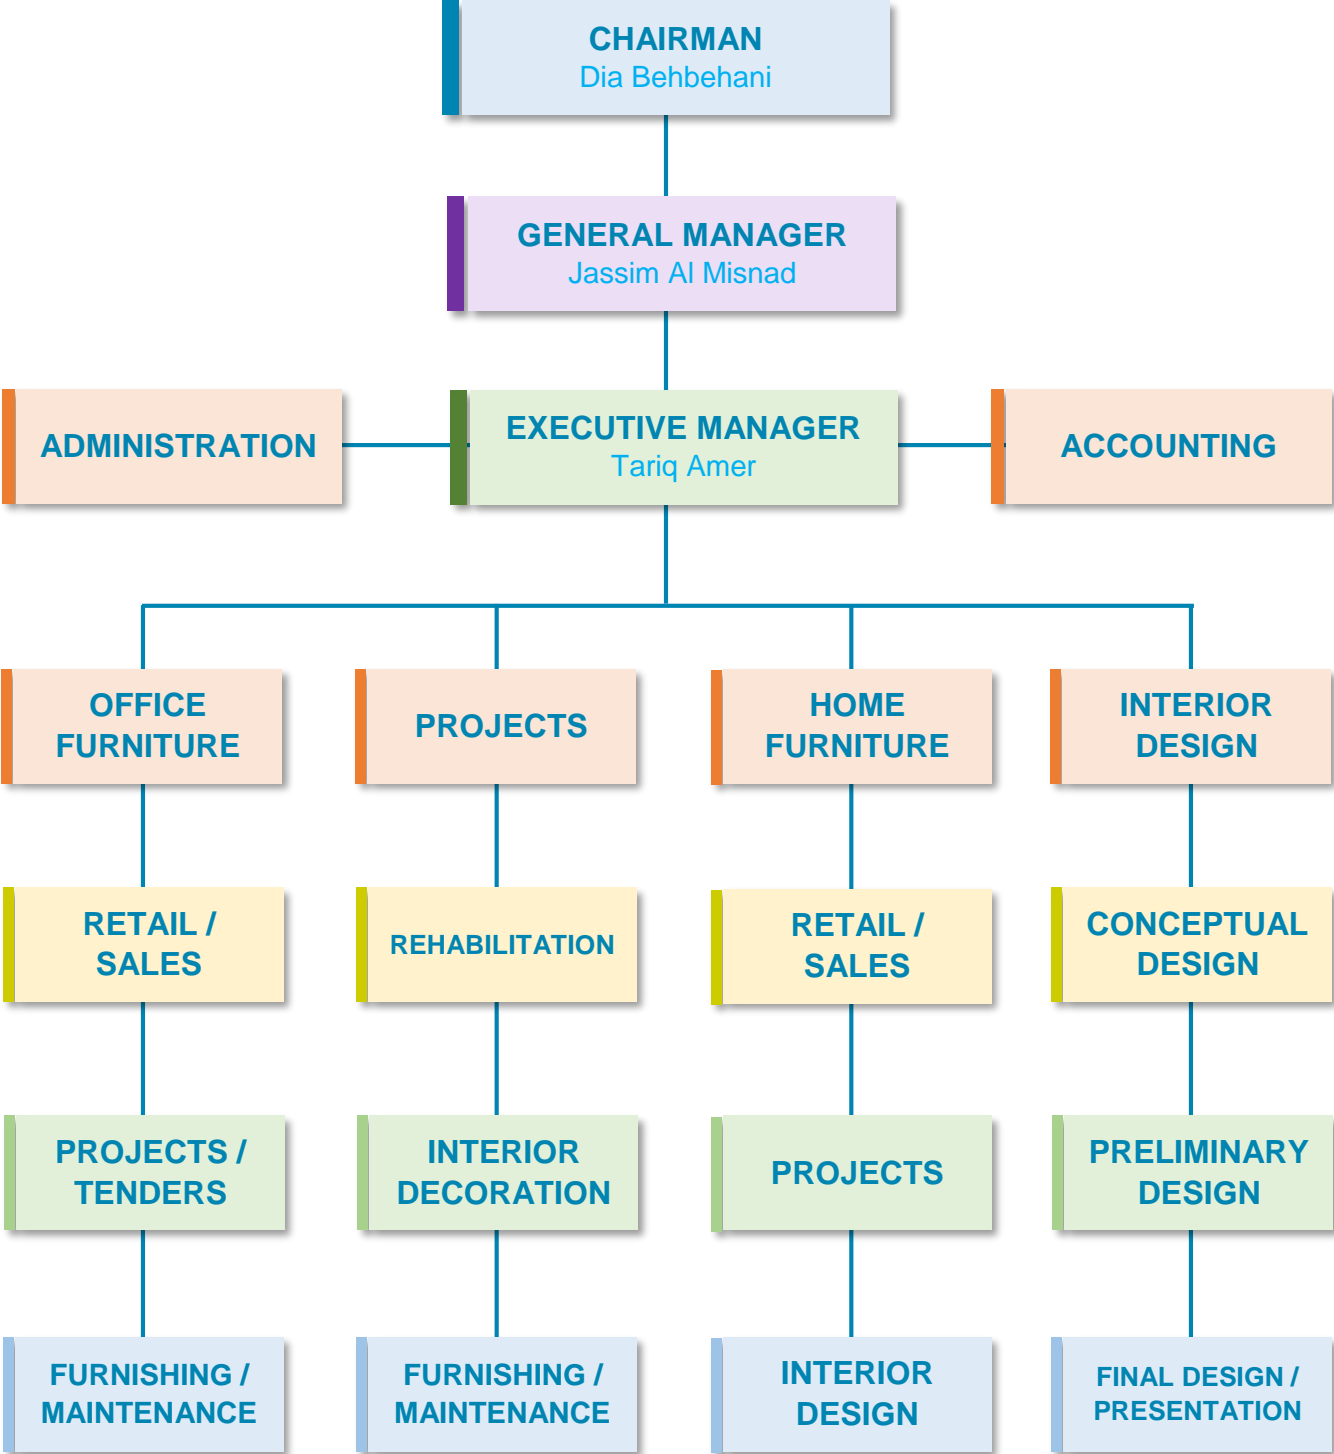 CHAIRMAN
Dia Behbehani
GENERAL MANAGER
Jassim Al Misnad
ADMINISTRATION
EXECUTIVE MANAGER
Tariq Amer
ACCOUNTING
OFFICE
FURNITURE
PROJECTS
HOME
FURNITURE
INTERIOR
DESIGN
RETAIL /
SALES
REHABILITATION
RETAIL /
SALES
CONCEPTUAL
DESIGN
PROJECTS /
TENDERS
INTERIOR
DECORATION
PROJECTS
PRELIMINARY
DESIGN
FURNISHING /
MAINTENANCE
FURNISHING /
MAINTENANCE
INTERIOR
DESIGN
FINAL DESIGN /
PRESENTATION